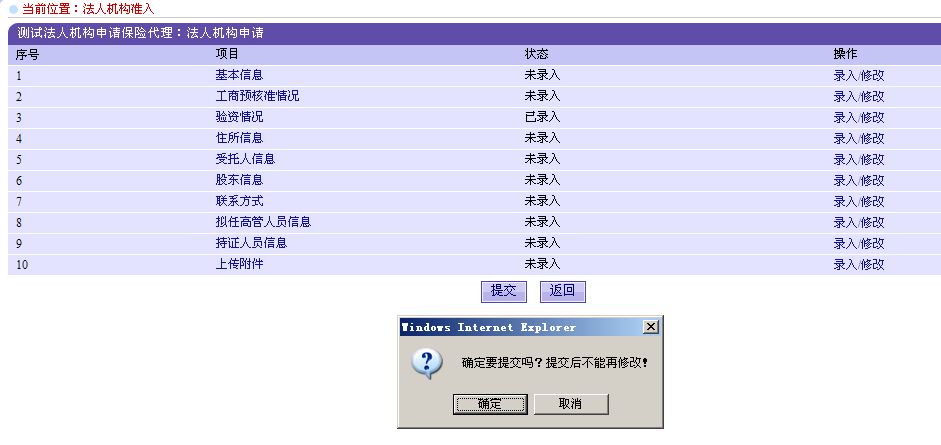 当前位置：法人机构准入
测试法人机构申请保险代理：法人机构申请
序号 项目 状态 操作
1 基本信息 未录入 录入/修改
2 工商预核准情况 未录入 录入/修改
3 验资情况 已录入 录入/修改
4 住所信息 未录入 录入/修改
5 受托人信息 未录入 录入/修改
6 股东信息 未录入 录入/修改
7 联系方式 未录入 录入/修改
8 拟任高管人员信息 未录入 录入/修改
9 持证人员信息 未录入 录入/修改
10 上传附件 未录入 录入/修改
提交 返回
Windows Internet Explorer
确定要提交吗？提交后不能再修改！
确定 取消